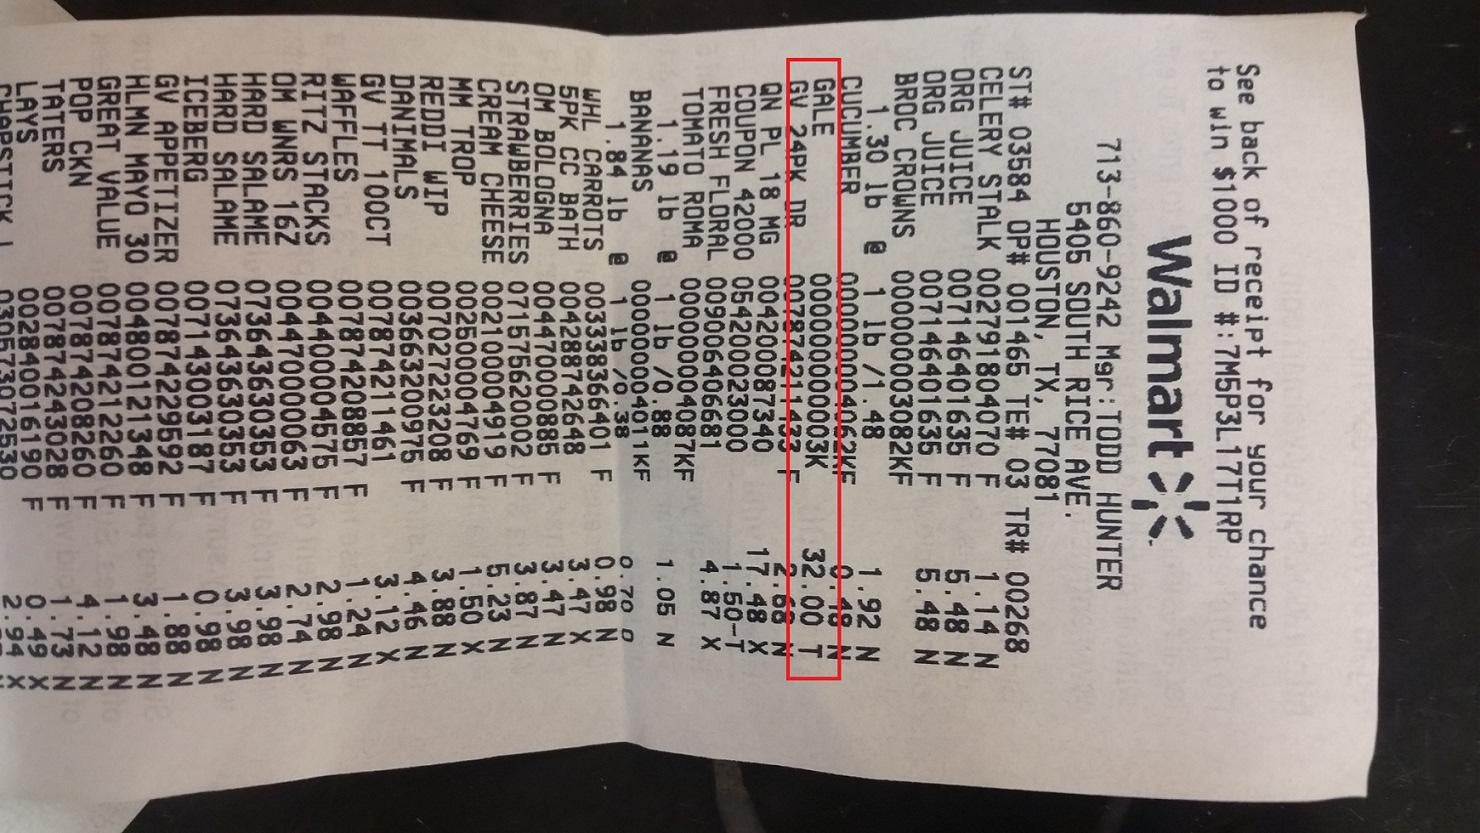 See back of receipt for your chance
to win $1000 ID #:7M5P3L17T1RP
Walmart
713-860-9242 Mgr:TODD HUNTER
5405 SOUTH RICE AVE.
HOUSTON, TX, 77081
ST# 03584 OP# 001465 TE# 03 TR# 00268
CELERY STALK 002791804070 F 1.14 N
ORG JUICE 007146401635 F 5.48 N
ORG JUICE 007146401635 F 5.48 N
BROC CROWNS 000000003082KF
1.30 lb @ 1 lb /1.48 1.92 N
CUCUMBER 000000004062KF 0.48 N
GALE 000000000003K 32.00 T
GV 24PK DR 007874211433 F 2.68 N
QN PL 18 MG 004200087340 17.48 X
COUPON 42000 054200023000 1.50-T
FRESH FLORAL 009006406681 4.87 X
TOMATO ROMA 000000004087KF
1.19 lb @ 1 lb /0.88 1.05 N
BANANAS 000000004011KF
1.84 lb @ 1 lb /0.38 0.70 O
WHL CARROTS 003338366401 F 0.98 N
5PK CC BATH 004288742648 3.47 X
OM BOLOGNA 004470000885 F 3.47 N
STRAWBERRIES 071575620002 F 3.87 N
CREAM CHEESE 002100004919 F 5.23 N
MM TROP 002500004769 F 1.50 X
REDDI WIP 007027223208 F 3.88 N
DANIMALS 003663200975 F 4.46 N
GV TT 100CT 007874211461 3.12 X
WAFFLES 007874208857 F 1.24 N
RITZ STACKS 004400004575 F 2.98 N
OM WNRS 16Z 004470000063 F 2.74 N
HARD SALAME 073643630353 F 3.98 N
HARD SALAME 073643630353 F 3.98 N
ICEBERG 007143003187 F 0.98 N
GV APPETIZER 007874229592 F 1.88 N
HLMN MAYO 30 004800121348 F 3.48 N
GREAT VALUE 007874212260 F 1.98 N
POP CKN 007874208260 F 4.12 N
TATERS 007874243028 F 1.73 N
LAYS 002840016190 F 0.49 X
CHAPSTICK L 030573072530 2.94 X